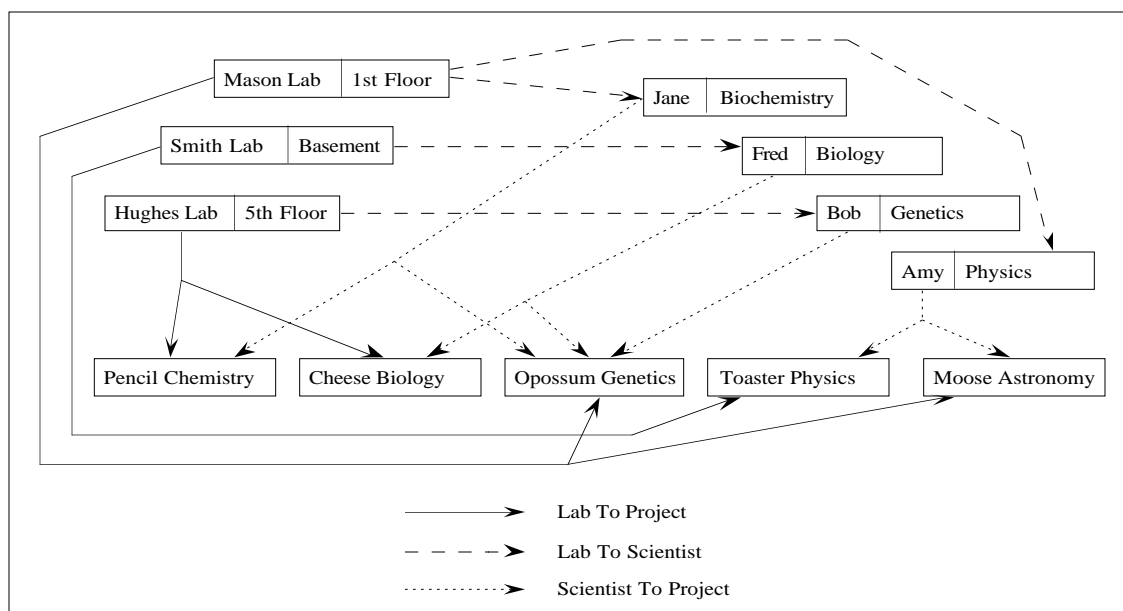 Mason Lab 1st Floor
Jane Biochemistry
Smith Lab Basement
Fred Biology
Hughes Lab 5th Floor
Bob Genetics
Amy Physics
Pencil Chemistry
Cheese Biology
Opossum Genetics
Toaster Physics
Moose Astronomy
Lab To Project
Lab To Scientist
Scientist To Project